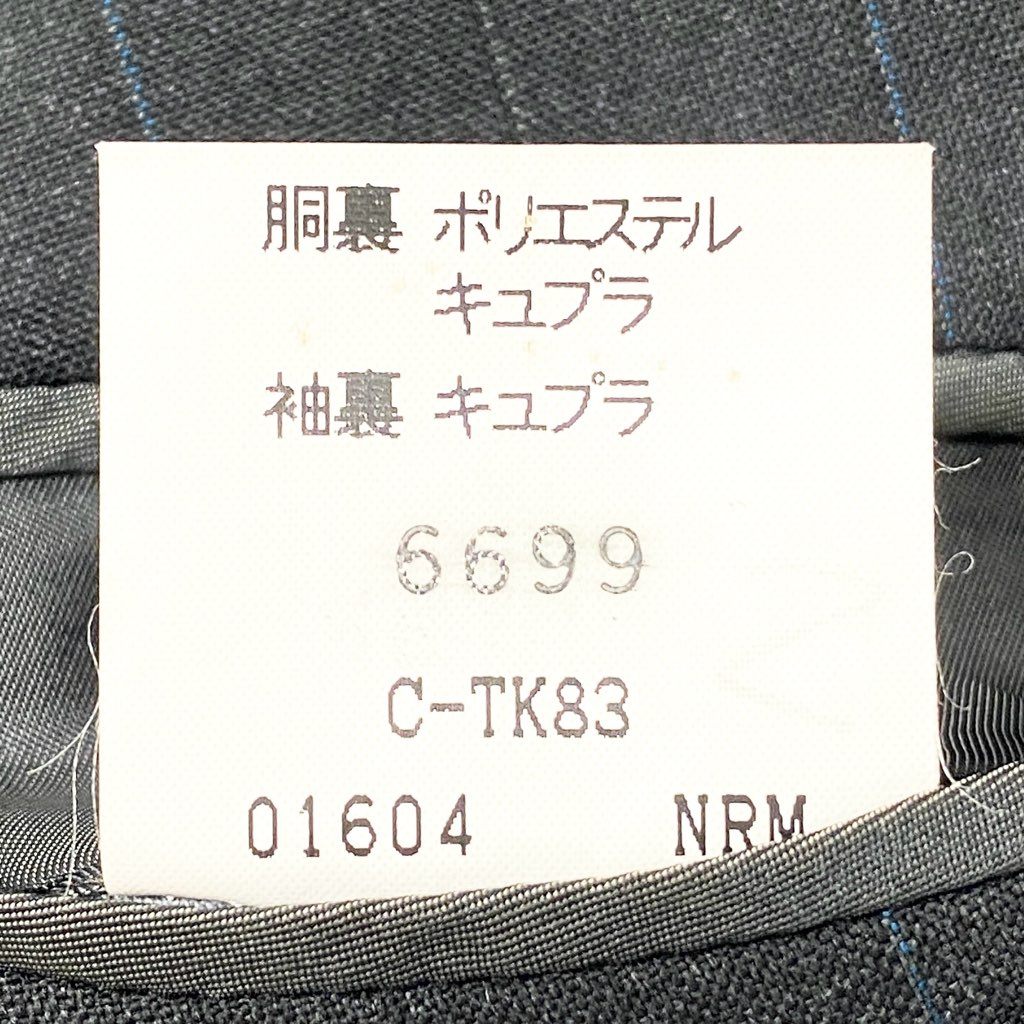 胴裏 ポリエステル
キュプラ
袖裏 キュプラ
6699
C-TK83
01604 NRM